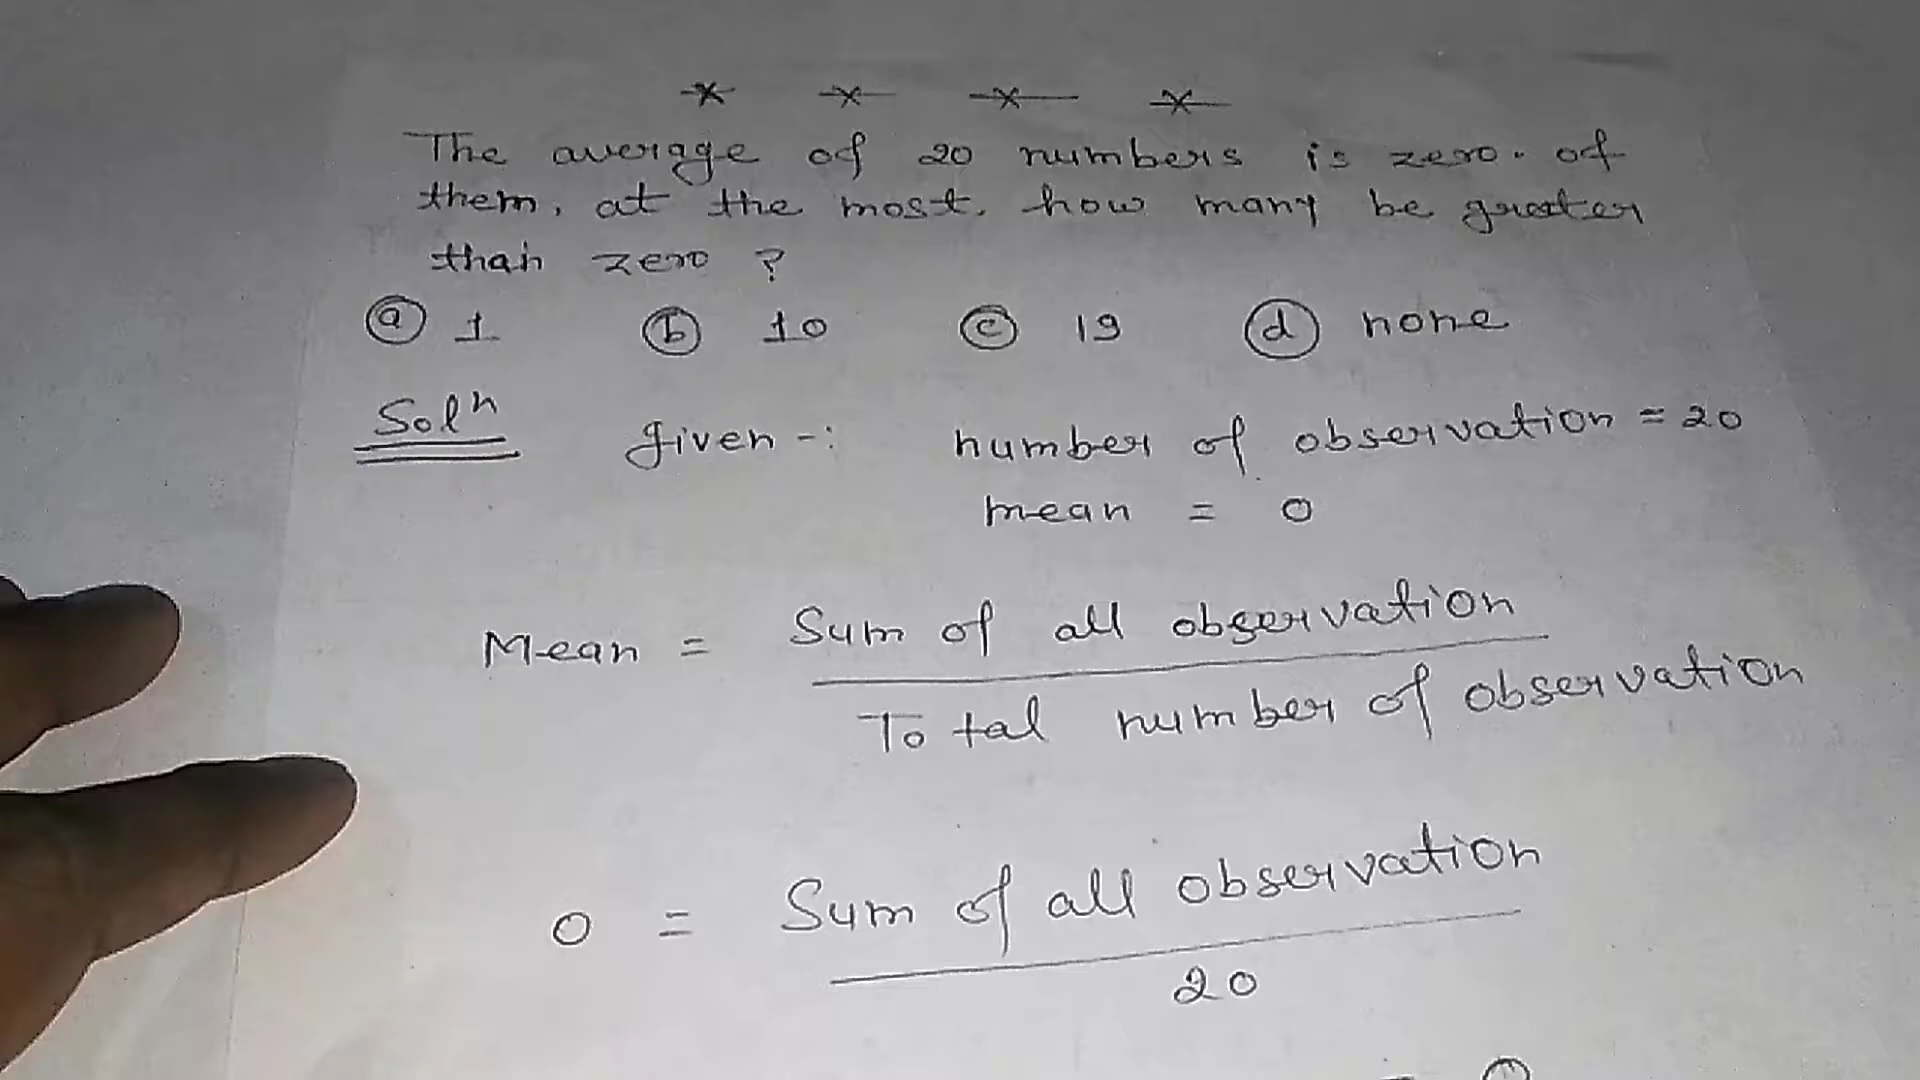 The average of 20 numbers is zero. of
them, at the most, how many be greater
than zero ?
(a) 1 (b) 10 (c) 19 (d) none
Solⁿ given -: number of observation = 20
mean = 0
Mean = Sum of all observation
Total number of observation
0 = Sum of all observation
20